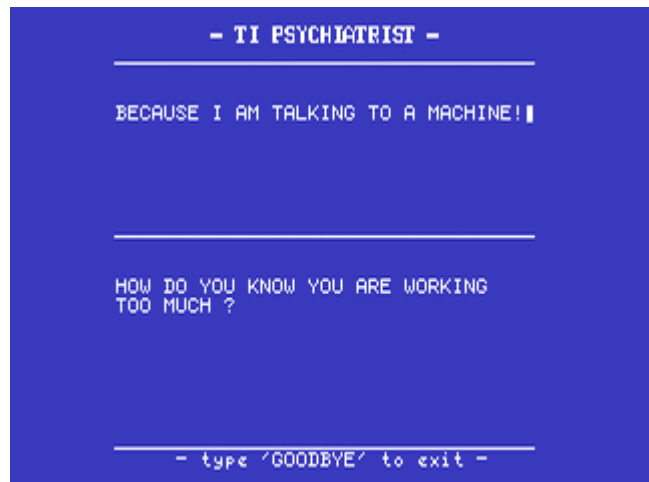 - TI PSYCHIATRIST -
BECAUSE I AM TALKING TO A MACHINE!
HOW DO YOU KNOW YOU ARE WORKING
TOO MUCH ?
- type 'GOODBYE' to exit -